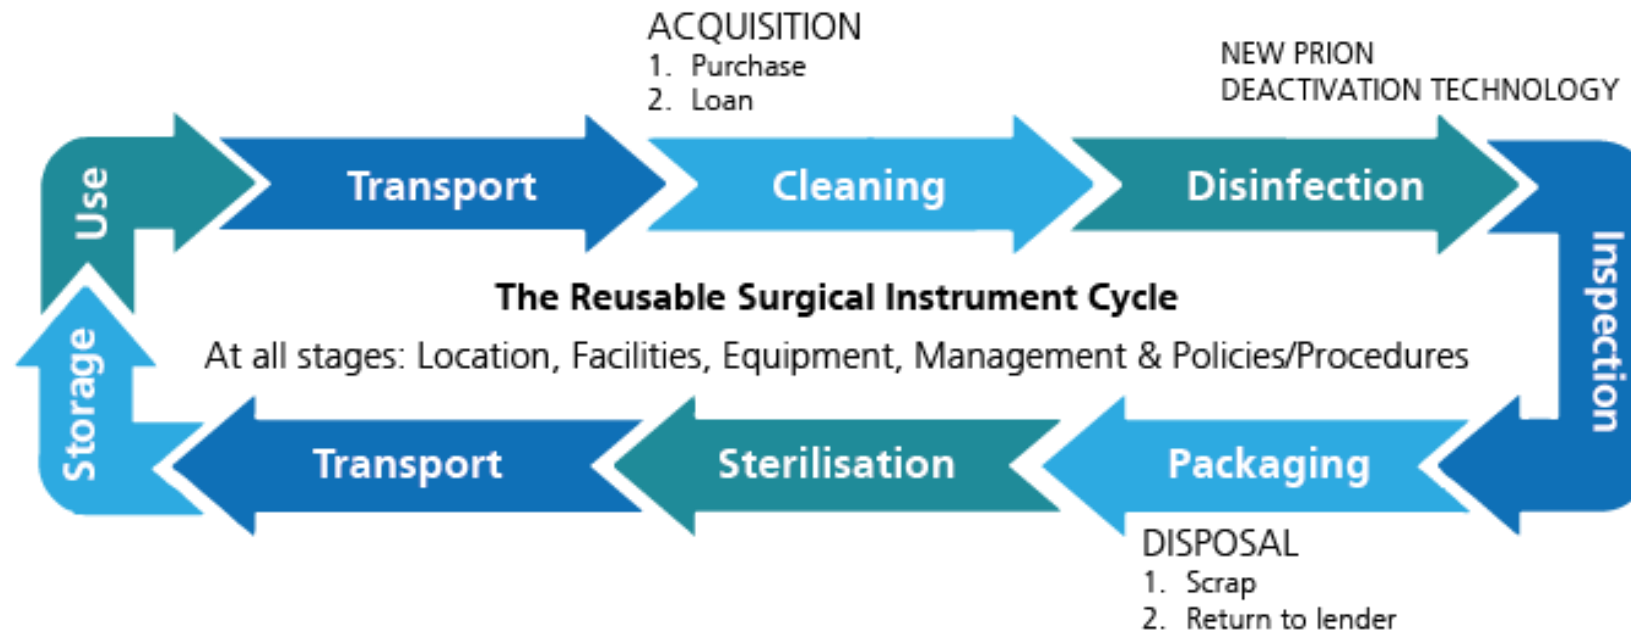 ACQUISITION
1. Purchase
2. Loan
NEW PRION
DEACTIVATION TECHNOLOGY
Use
Transport
Cleaning
Disinfection
Inspection
The Reusable Surgical Instrument Cycle
At all stages: Location, Facilities, Equipment, Management & Policies/Procedures
Storage
Transport
Sterilisation
Packaging
DISPOSAL
1. Scrap
2. Return to lender